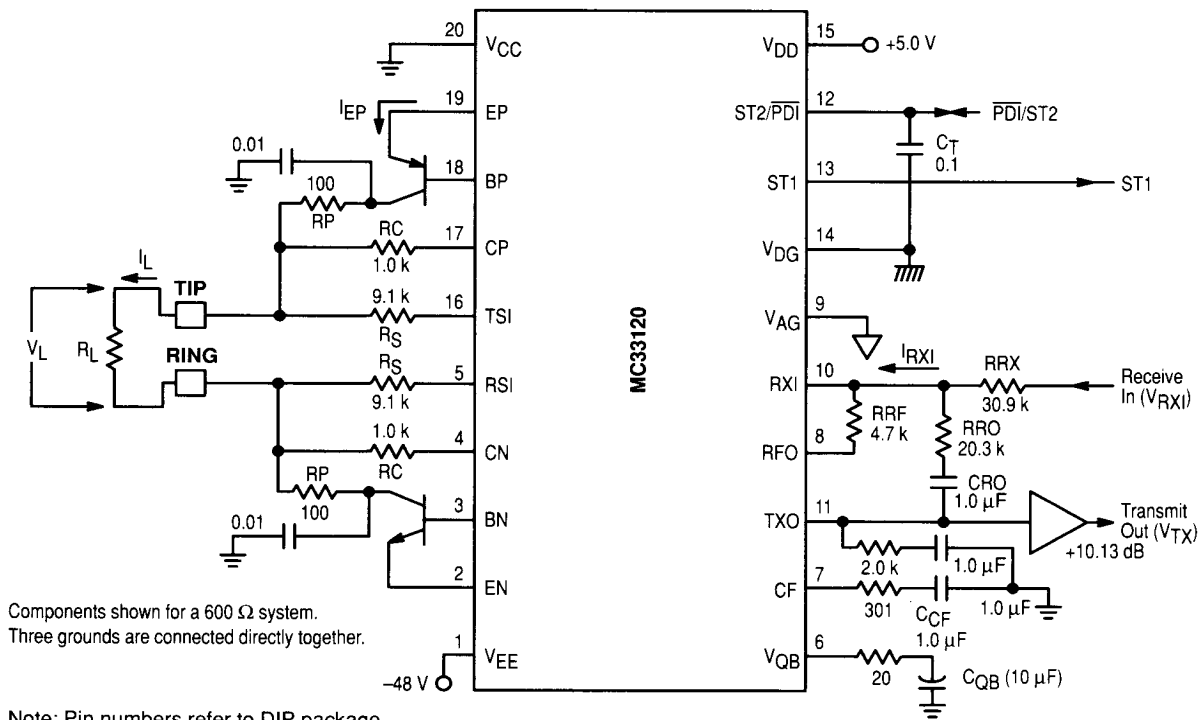 20
VCC
19
EP
IEP
0.01
18
BP
100
RP
RC
17
CP
1.0 k
IL
TIP
9.1 k
16
TSI
RS
VL
RL
RING
RS
5
RSI
9.1 k
1.0 k
4
CN
RC
RP
100
3
BN
0.01
2
EN
1
VEE
–48 V
MC33120
VDD
15
+5.0 V
ST2/PDI
12
PDI/ST2
CT
0.1
ST1
13
ST1
VDG
14
VAG
9
IRXI
RXI
10
RRX
30.9 k
Receive
In (VRXI)
RRF
4.7 k
RRO
20.3 k
RFO
8
CRO
1.0 µF
TXO
11
Transmit
Out (VTX)
+10.13 dB
2.0 k
1.0 µF
CF
7
301
CCF
1.0 µF
1.0 µF
VQB
6
20
CQB (10 µF)
Components shown for a 600 Ω system.
Three grounds are connected directly together.
Note: Pin numbers refer to DIP package